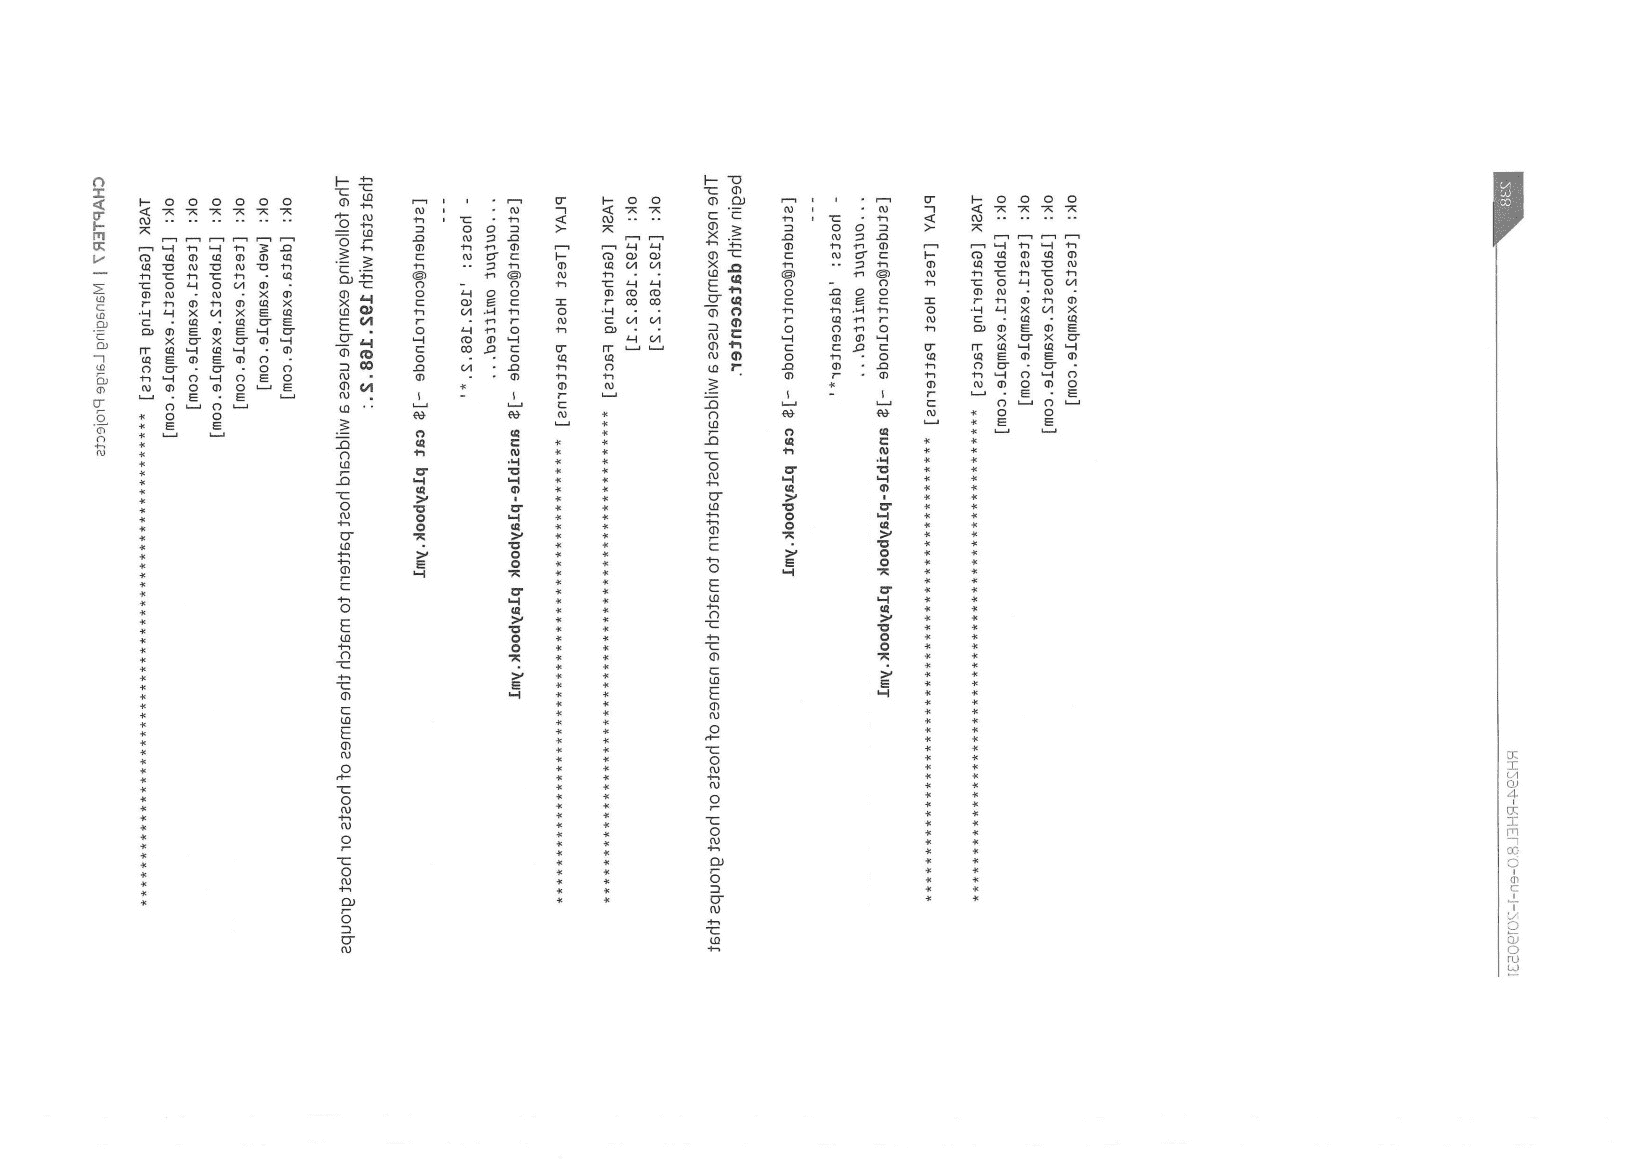 CHAPTER 7 | Managing Large Projects
TASK [Gathering Facts] ************************************************************
ok: [labhost1.example.com]
ok: [test1.example.com]
ok: [labhost2.example.com]
ok: [test2.example.com]
ok: [web.example.com]
ok: [data.example.com]
The following example uses a wildcard host pattern to match the names of hosts or host groups
that start with 192.168.2.:
[student@controlnode ~]$ cat playbook.yml
---
- hosts: '192.168.2.*'
...output omitted...
[student@controlnode ~]$ ansible-playbook playbook.yml
PLAY [Test Host Patterns] **********************************************************
TASK [Gathering Facts] ************************************************************
ok: [192.168.2.1]
ok: [192.168.2.2]
The next example uses a wildcard host pattern to match the names of hosts or host groups that
begin with datacenter.
[student@controlnode ~]$ cat playbook.yml
---
- hosts: 'datacenter*'
...output omitted...
[student@controlnode ~]$ ansible-playbook playbook.yml
PLAY [Test Host Patterns] **********************************************************
TASK [Gathering Facts] ************************************************************
ok: [labhost1.example.com]
ok: [test1.example.com]
ok: [labhost2.example.com]
ok: [test2.example.com]
238
RH294-RHEL8.0-en-1-20190531